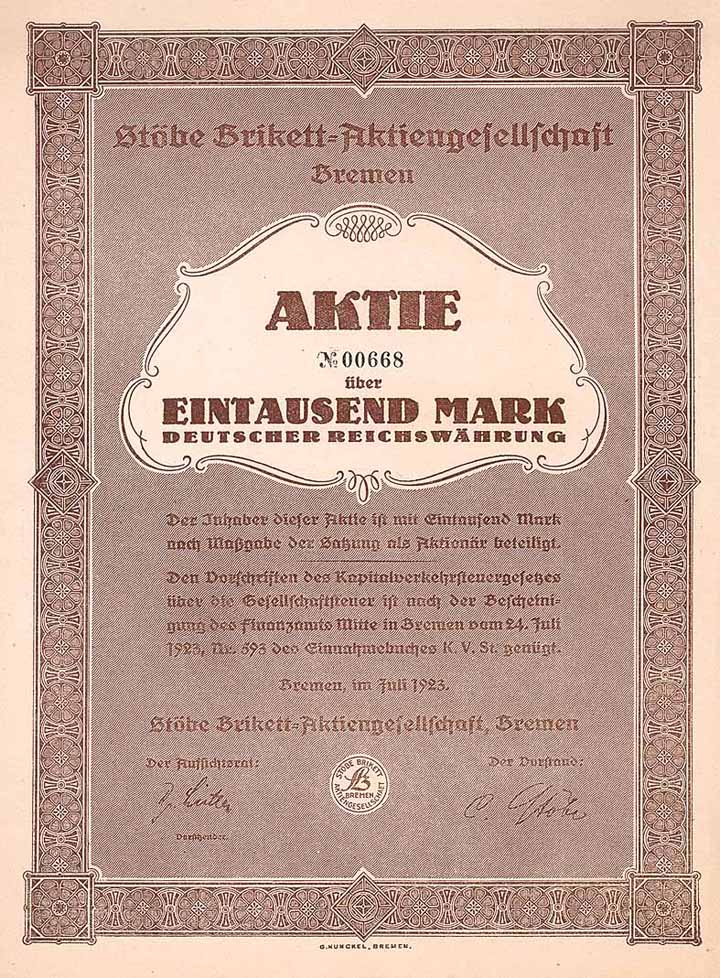 Stöbe Brikett-Aktiengesellschaft
Bremen
AKTIE
№ 00668
über
EINTAUSEND MARK
DEUTSCHER REICHSWÄHRUNG
Der Inhaber dieser Aktie ist mit Eintausend Mark
nach Maßgabe der Satzung als Aktionär beteiligt.
Den Vorschriften des Kapitalverkehrsteuergesetzes
über die Gesellschaftsteuer ist nach der Bescheini-
gung des Finanzamts Mitte in Bremen vom 24. Juli
1923, Nr. 593 des Einnahmebuches K. V. St. genügt.
Bremen, im Juli 1923.
Stöbe Brikett-Aktiengesellschaft, Bremen
Der Aufsichtsrat:
Der Vorstand:
STÖBE BRIKETT
BREMEN
AKTIENGESELLSCHAFT
C. Stöbe
Vorsitzender.
G. HUNCKEL, BREMEN.